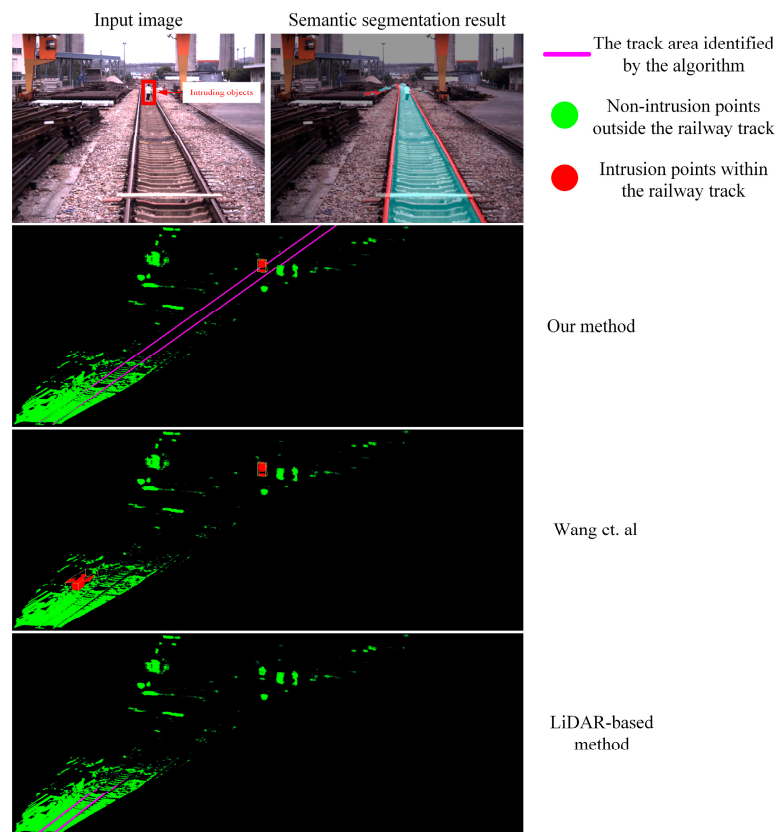 Input image
Semantic segmentation result
Intruding objects
The track area identified
by the algorithm
Non-intrusion points
outside the railway track
Intrusion points within
the railway track
Our method
Wang ct. al
LiDAR-based
method